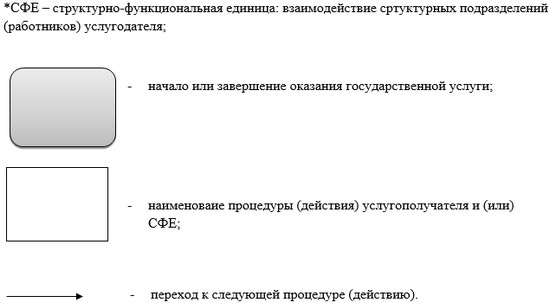 *СФЕ – структурно-функциональная единица: взаимодействие сртуктурных подразделений
(работников) услугодателя;
- начало или завершение оказания государственной услуги;
- наименоваие процедуры (действия) услугополучателя и (или)
СФЕ;
- переход к следующей процедуре (действию).